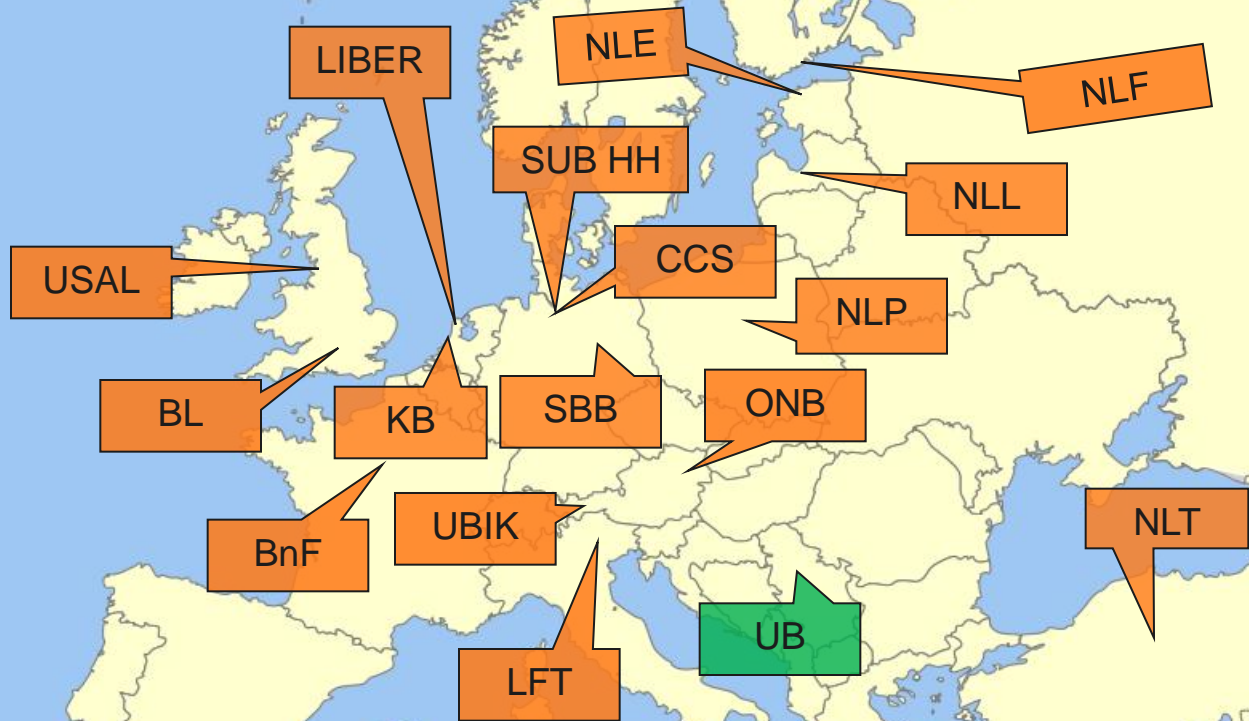 NLE
LIBER
NLF
SUB HH
NLL
CCS
USAL
NLP
ONB
SBB
BL
KB
NLT
UBIK
BnF
UB
LFT